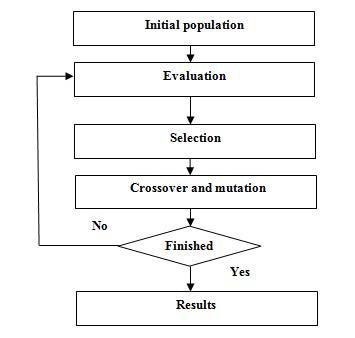 Initial population
Evaluation
Selection
Crossover and mutation
No
Finished
Yes
Results